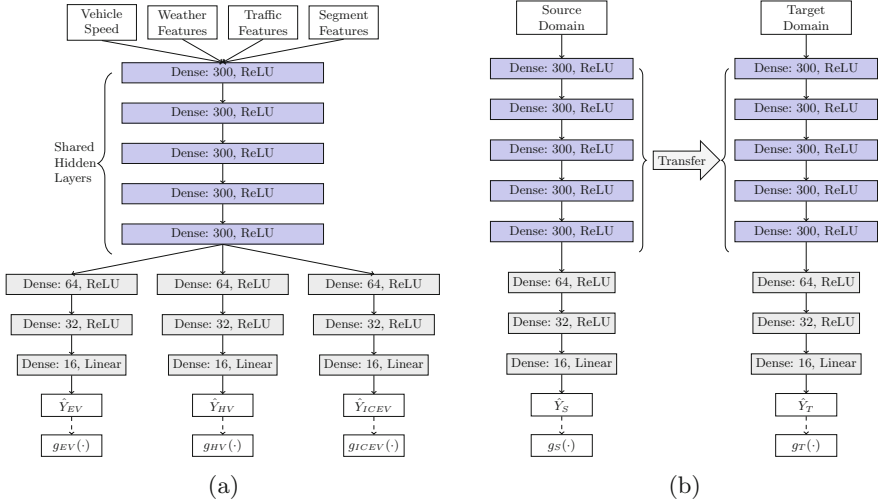 Vehicle Speed
Weather Features
Traffic Features
Segment Features
Dense: 300, ReLU
Dense: 300, ReLU
Dense: 300, ReLU
Dense: 300, ReLU
Dense: 300, ReLU
Shared Hidden Layers
Dense: 64, ReLU
Dense: 64, ReLU
Dense: 64, ReLU
Dense: 32, ReLU
Dense: 32, ReLU
Dense: 32, ReLU
Dense: 16, Linear
Dense: 16, Linear
Dense: 16, Linear
Ŷ_EV
Ŷ_HV
Ŷ_ICEV
g_EV(·)
g_HV(·)
g_ICEV(·)
(a)
Source Domain
Target Domain
Dense: 300, ReLU
Dense: 300, ReLU
Dense: 300, ReLU
Dense: 300, ReLU
Dense: 300, ReLU
Transfer
Dense: 300, ReLU
Dense: 300, ReLU
Dense: 300, ReLU
Dense: 300, ReLU
Dense: 300, ReLU
Dense: 64, ReLU
Dense: 64, ReLU
Dense: 32, ReLU
Dense: 32, ReLU
Dense: 16, Linear
Dense: 16, Linear
Ŷ_S
Ŷ_T
g_S(·)
g_T(·)
(b)